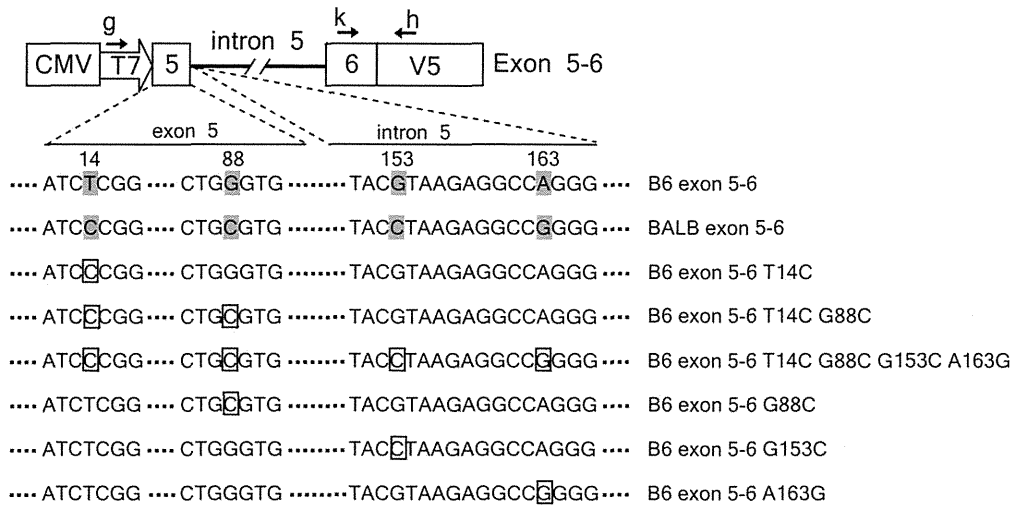 g k h
CMV T7 5 intron 5 6 V5 Exon 5-6
exon 5 intron 5
14 88 153 163
···· ATCTCGG ···· CTGGGTG ········ TACGTAAGAGGCCAGGG ···· B6 exon 5-6
···· ATCCCGG ···· CTGCGTG ········ TACCTAAGAGGCCGGGG ···· BALB exon 5-6
···· ATCCCGG ···· CTGGGTG ········ TACGTAAGAGGCCAGGG ···· B6 exon 5-6 T14C
···· ATCCCGG ···· CTGCGTG ········ TACGTAAGAGGCCAGGG ···· B6 exon 5-6 T14C G88C
···· ATCCCGG ···· CTGCGTG ········ TACCTAAGAGGCCGGGG ···· B6 exon 5-6 T14C G88C G153C A163G
···· ATCTCGG ···· CTGCGTG ········ TACGTAAGAGGCCAGGG ···· B6 exon 5-6 G88C
···· ATCTCGG ···· CTGGGTG ········ TACCTAAGAGGCCAGGG ···· B6 exon 5-6 G153C
···· ATCTCGG ···· CTGGGTG ········ TACGTAAGAGGCCGGGG ···· B6 exon 5-6 A163G